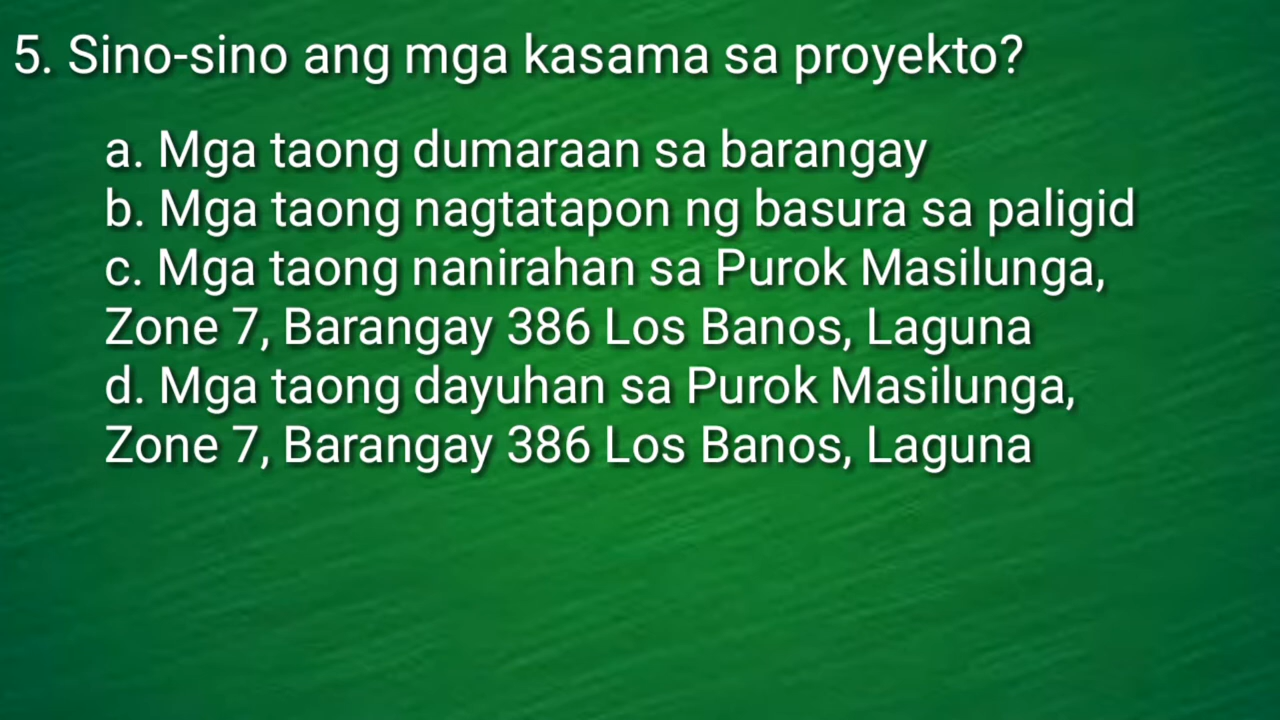 5. Sino-sino ang mga kasama sa proyekto?
a. Mga taong dumaraan sa barangay
b. Mga taong nagtatapon ng basura sa paligid
c. Mga taong nanirahan sa Purok Masilunga,
Zone 7, Barangay 386 Los Banos, Laguna
d. Mga taong dayuhan sa Purok Masilunga,
Zone 7, Barangay 386 Los Banos, Laguna